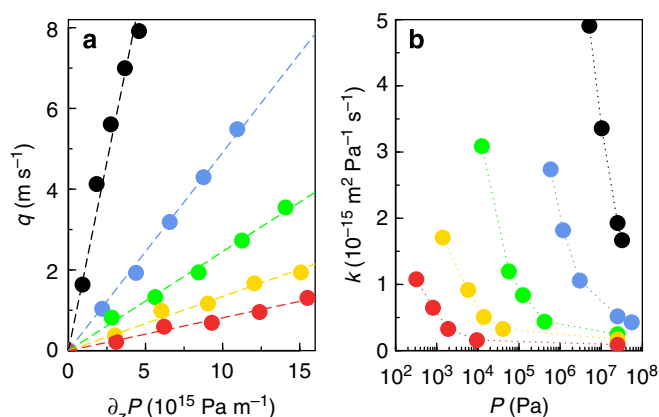 a
8
6
4
2
0
q (m s⁻¹)
0 5 10 15
∂zP (10¹⁵ Pa m⁻¹)
b
5
4
3
2
1
0
k (10⁻¹⁵ m² Pa⁻¹ s⁻¹)
10² 10³ 10⁴ 10⁵ 10⁶ 10⁷ 10⁸
P (Pa)